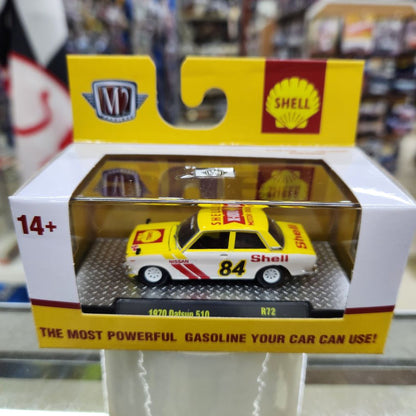 M2
SHELL
14+
SHELL
Shell
NISSAN
84
Shell
1970 Datsun 510 R72
THE MOST POWERFUL GASOLINE YOUR CAR CAN USE!